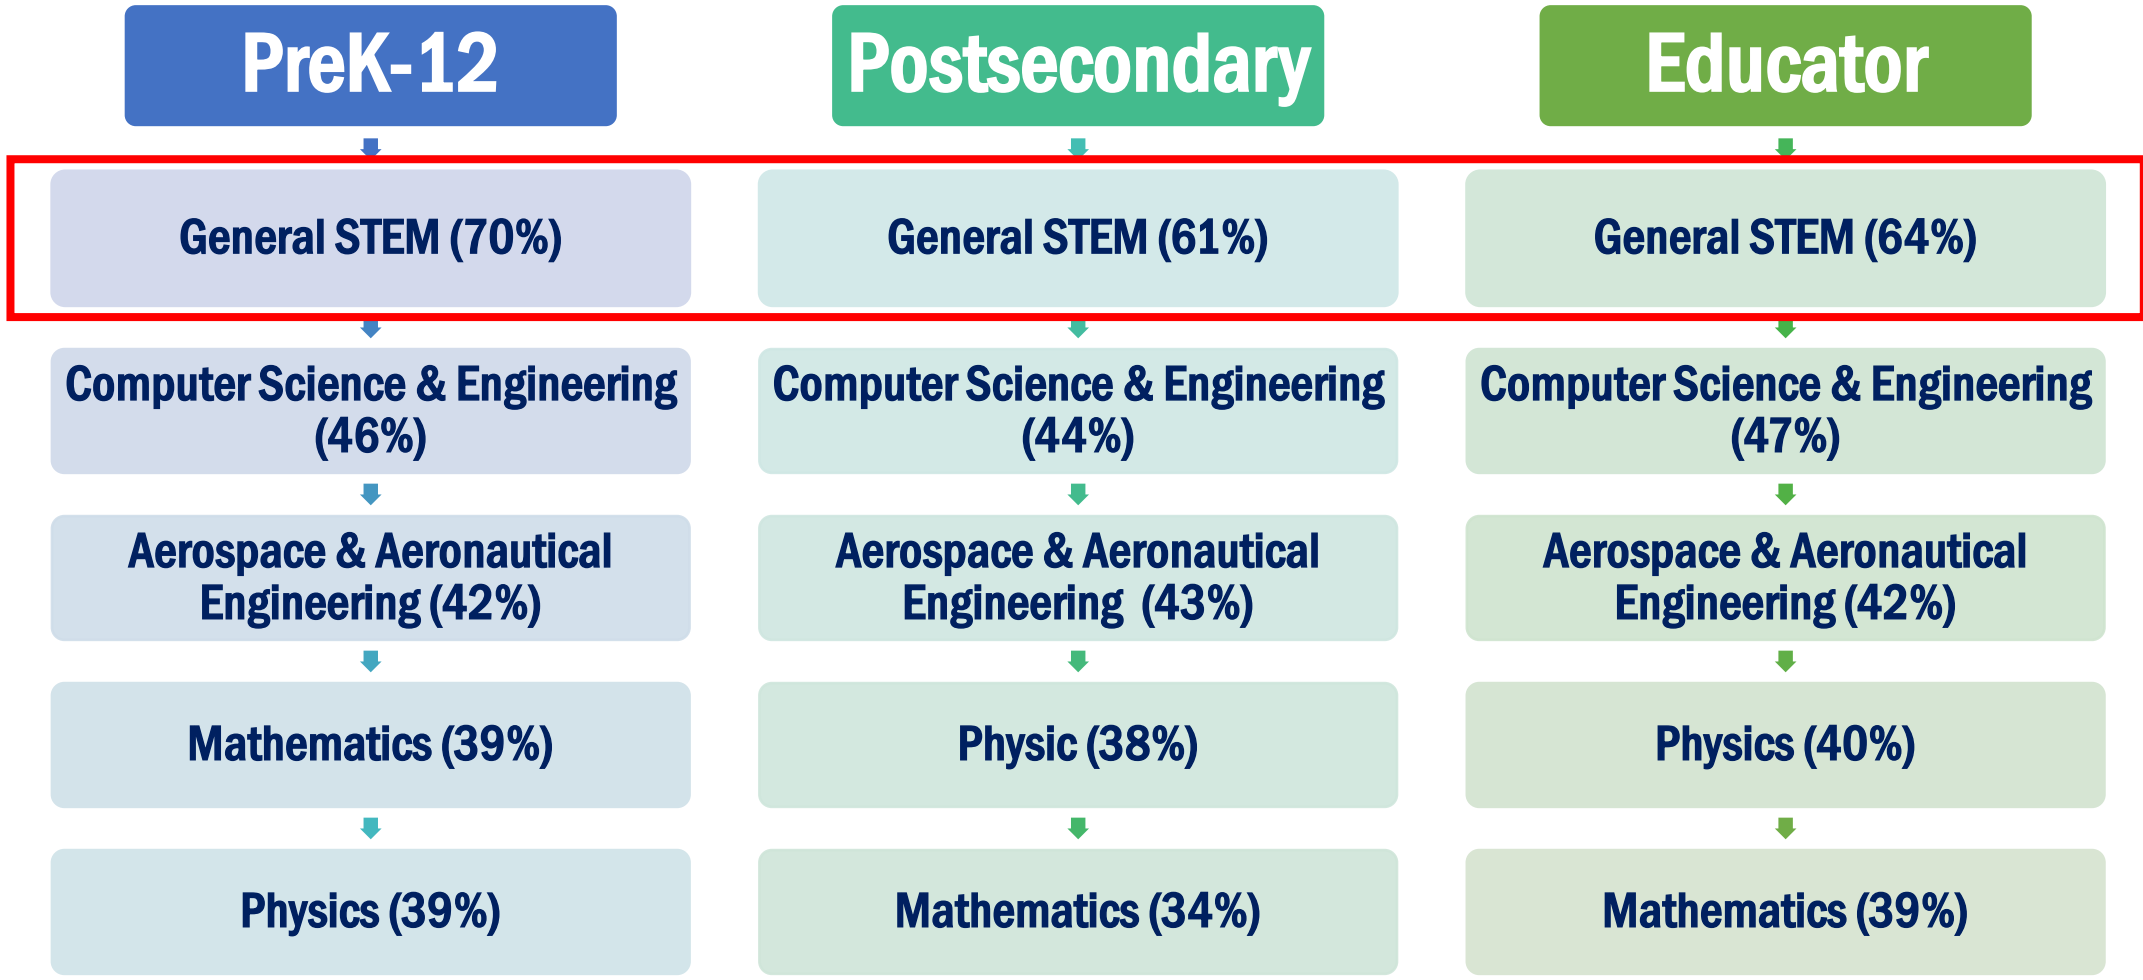 PreK-12
General STEM (70%)
Computer Science & Engineering
(46%)
Aerospace & Aeronautical
Engineering (42%)
Mathematics (39%)
Physics (39%)
Postsecondary
General STEM (61%)
Computer Science & Engineering
(44%)
Aerospace & Aeronautical
Engineering (43%)
Physic (38%)
Mathematics (34%)
Educator
General STEM (64%)
Computer Science & Engineering
(47%)
Aerospace & Aeronautical
Engineering (42%)
Physics (40%)
Mathematics (39%)